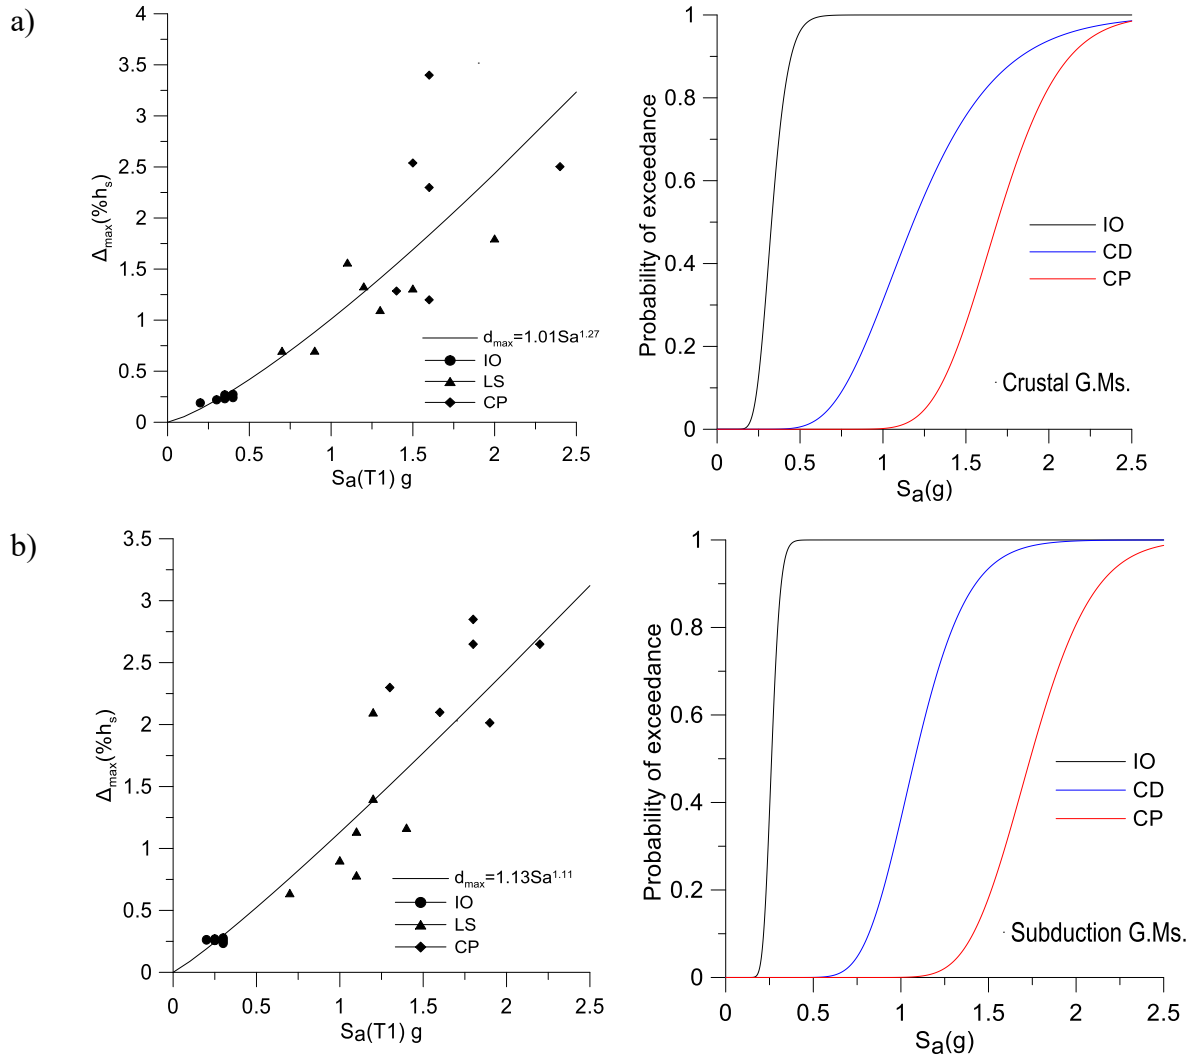 a)
4
3.5
3
2.5
2
1.5
1
0.5
0
Δmax(%hs)
dmax=1.01Sa1.27
IO
LS
CP
0 0.5 1 1.5 2 2.5
Sa(T1) g
1
0.8
0.6
0.4
0.2
0
Probability of exceedance
IO
CD
CP
Crustal G.Ms.
0 0.5 1 1.5 2 2.5
Sa(g)
b)
3.5
3
2.5
2
1.5
1
0.5
0
Δmax(%hs)
dmax=1.13Sa1.11
IO
LS
CP
0 0.5 1 1.5 2 2.5
Sa(T1) g
1
0.8
0.6
0.4
0.2
0
Probability of exceedance
IO
CD
CP
Subduction G.Ms.
0 0.5 1 1.5 2 2.5
Sa(g)